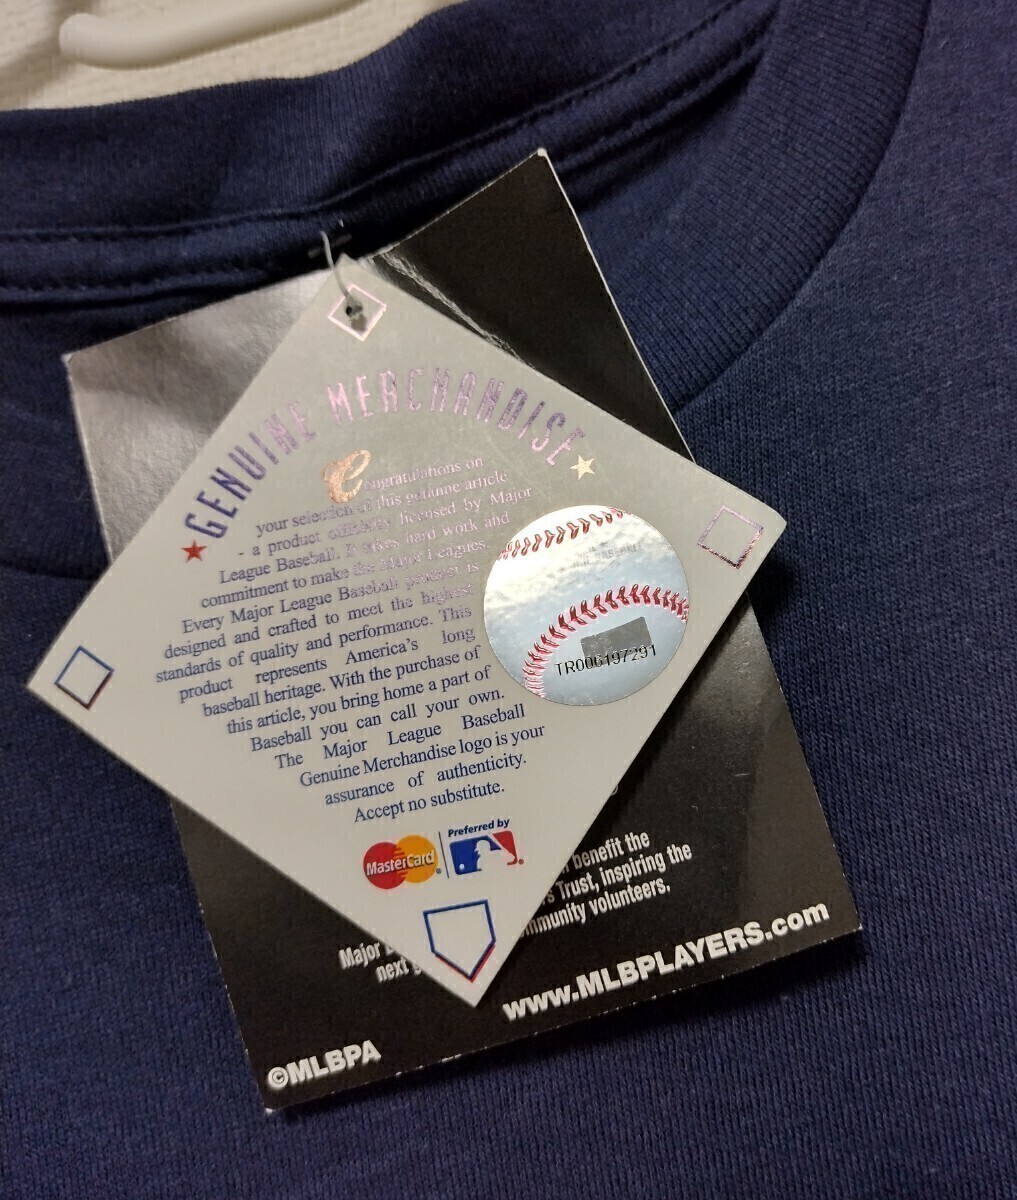 GENUINE MERCHANDISE
Congratulations on
your selection of this genuine article
- a product officially licensed by Major
League Baseball. It takes hard work and
commitment to make the Major Leagues.
Every Major League Baseball product is
designed and crafted to meet the highest
standards of quality and performance. This
product represents America's long
baseball heritage. With the purchase of
this article, you bring home a part of
Baseball you can call your own.
The Major League Baseball
Genuine Merchandise logo is your
assurance of authenticity.
Accept no substitute.
TR006197291
MasterCard
Preferred by
benefit the
Trust, inspiring the
volunteers.
Major
next
www.MLBPLAYERS.com
©MLBPA